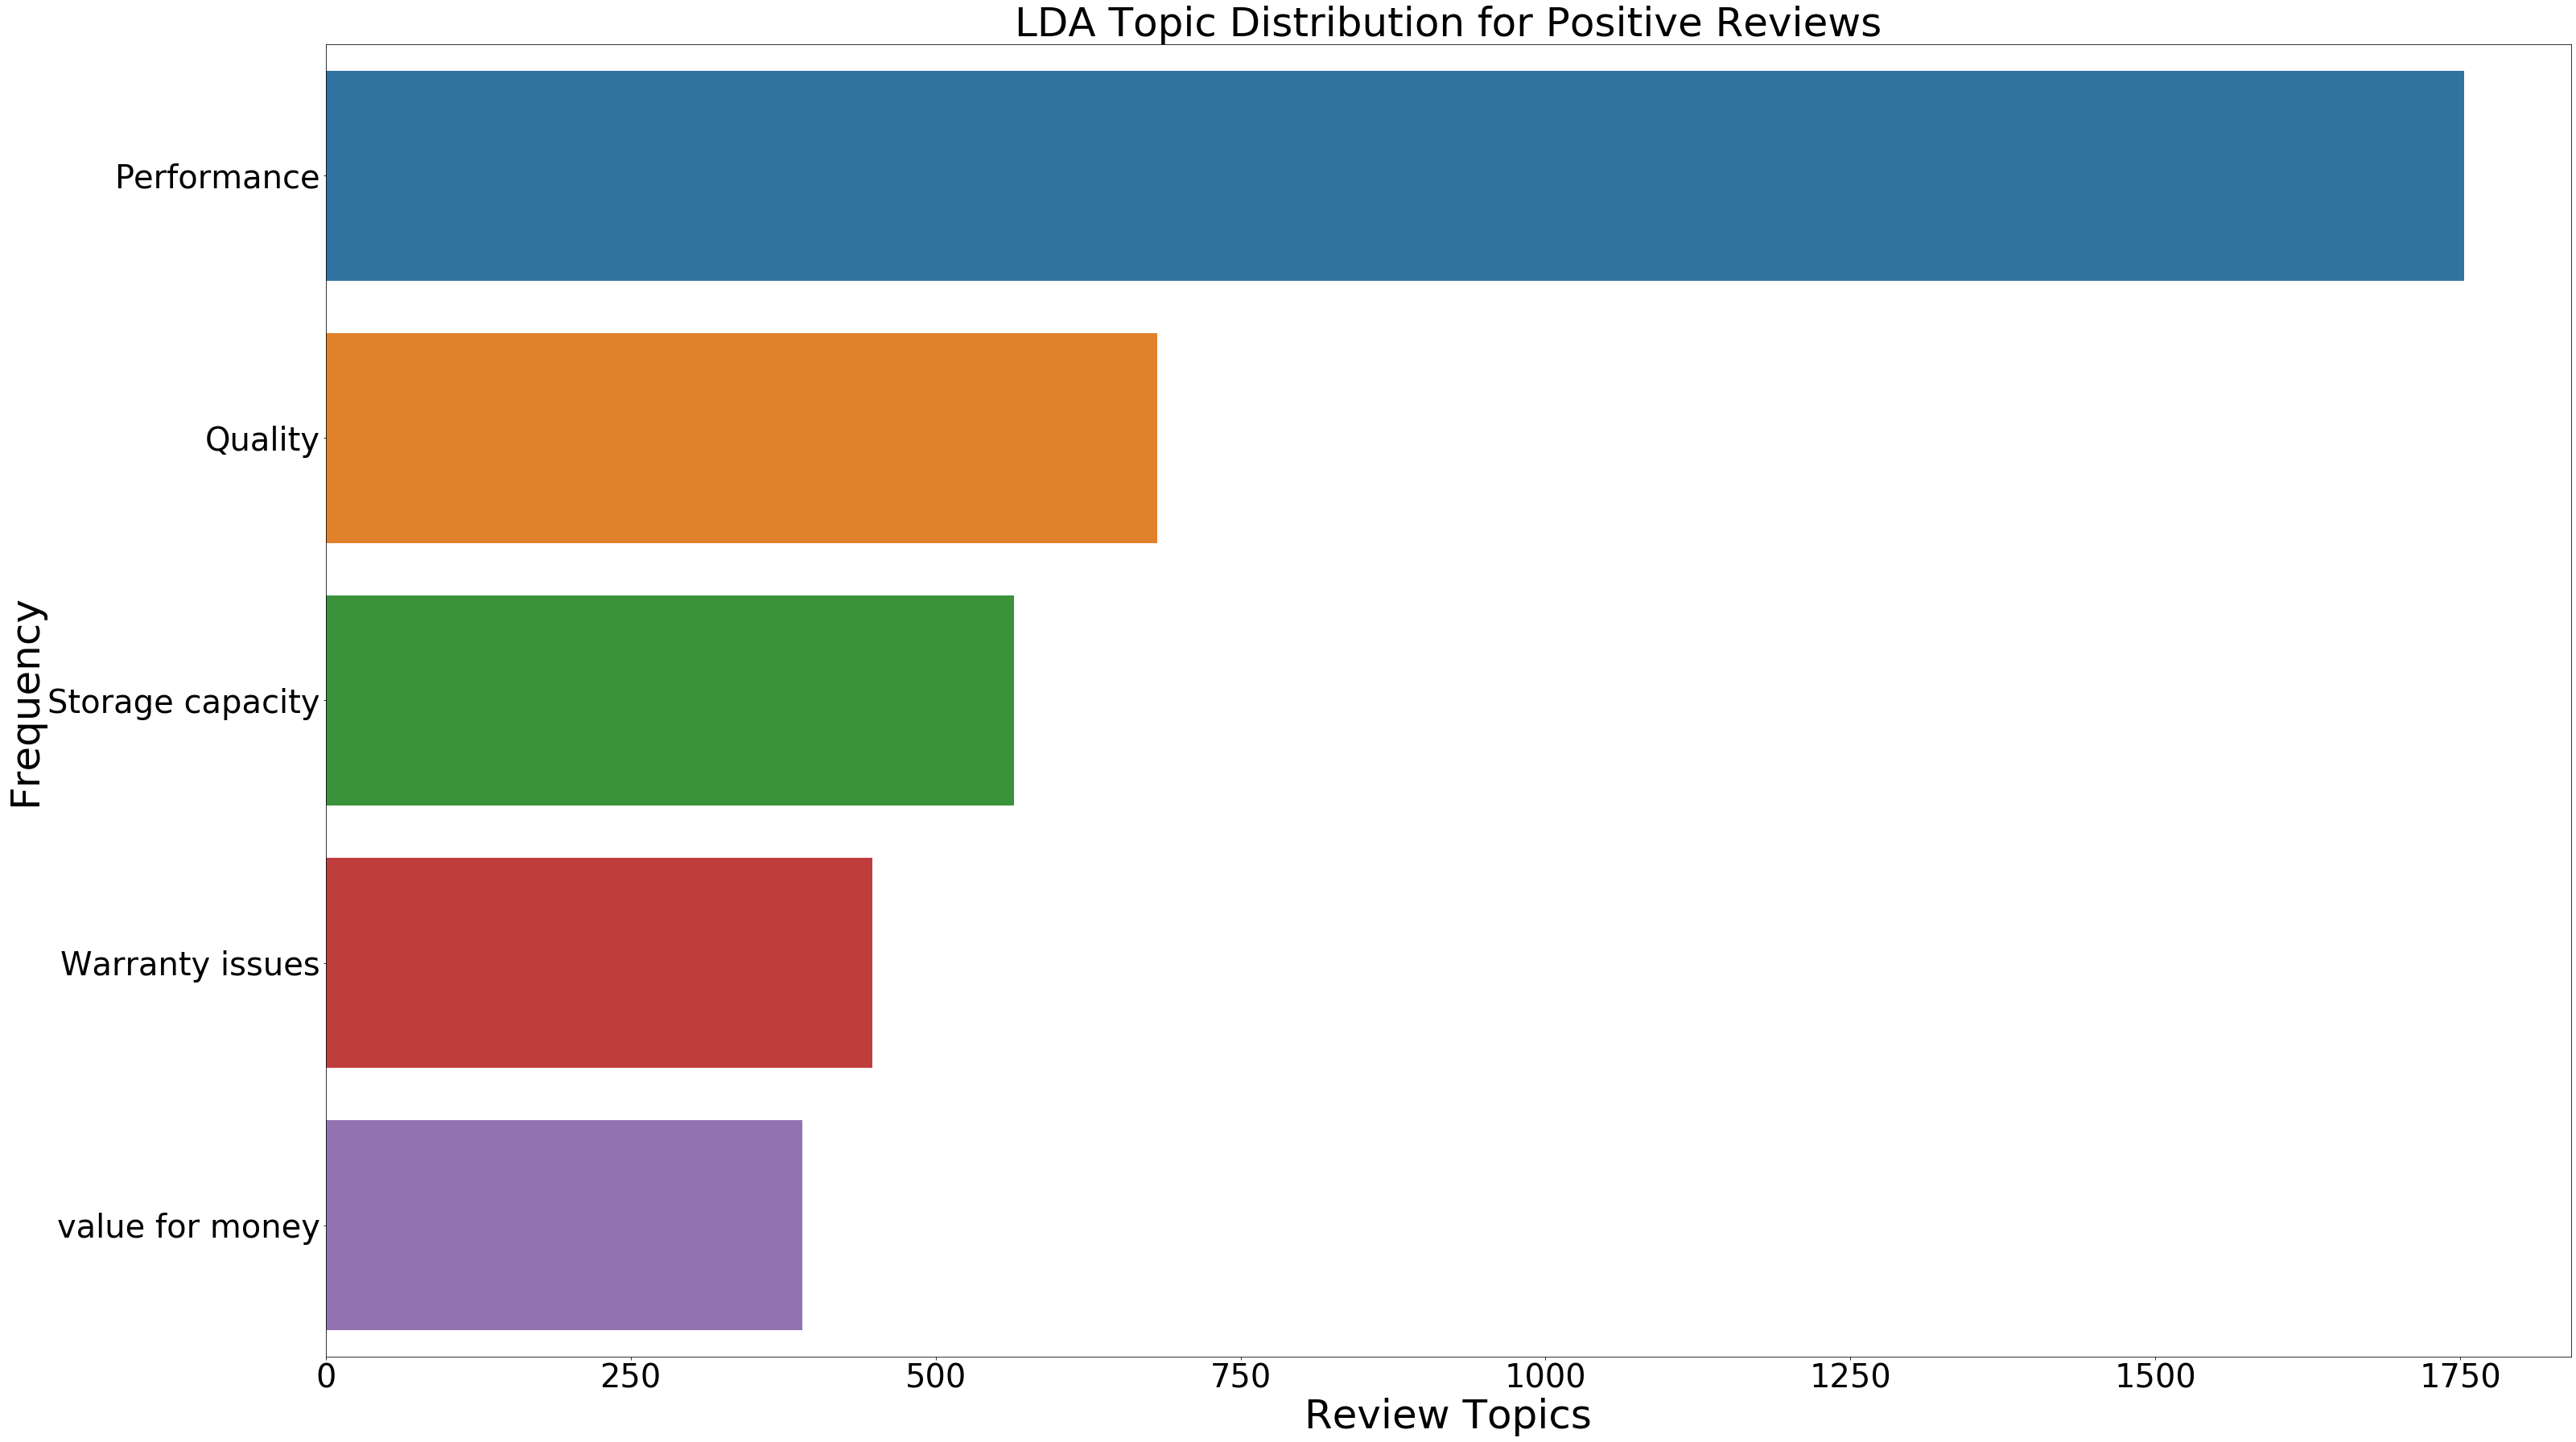 LDA Topic Distribution for Positive Reviews
Performance
Quality
Storage capacity
Warranty issues
value for money
Frequency
0 250 500 750 1000 1250 1500 1750
Review Topics